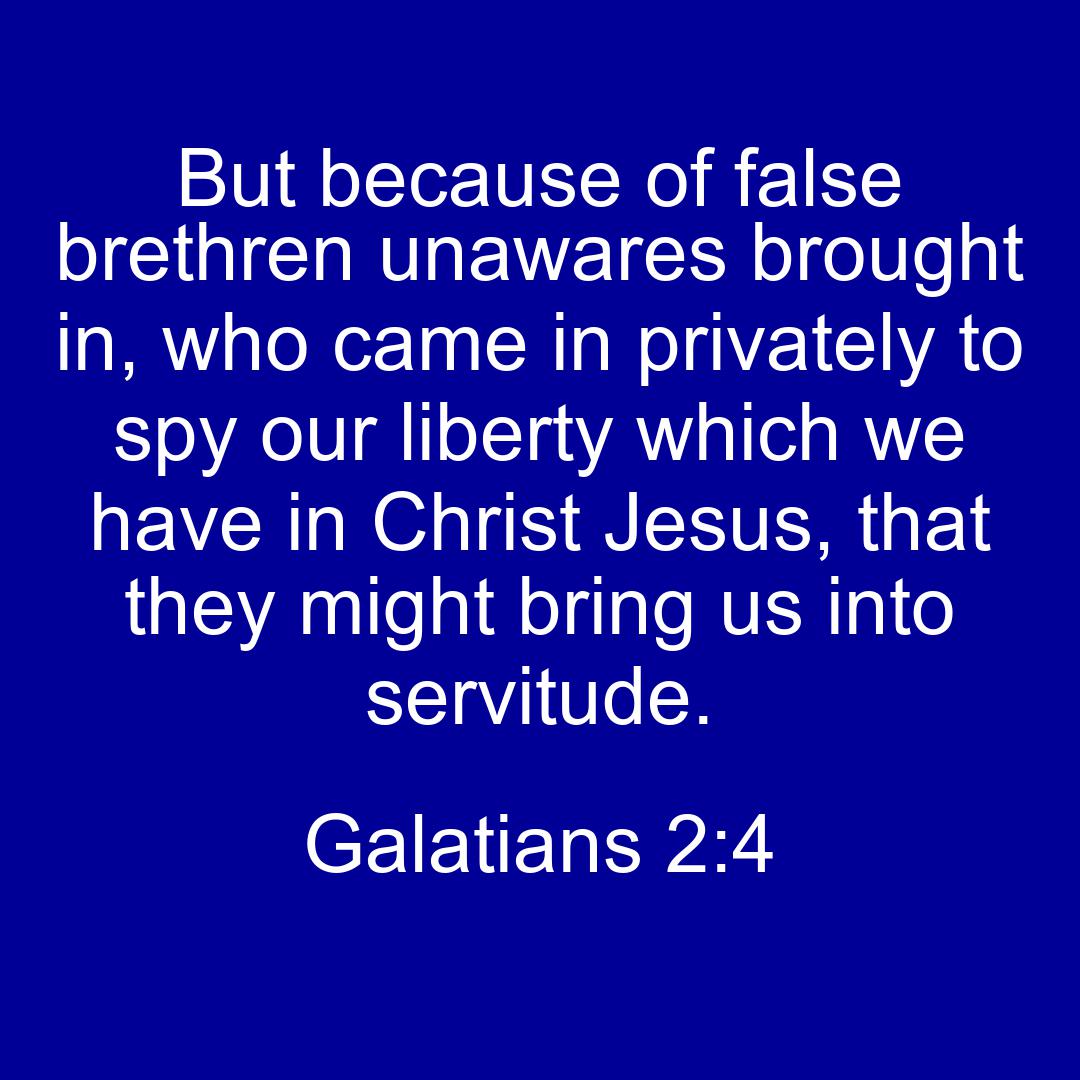 But because of false
brethren unawares brought
in, who came in privately to
spy our liberty which we
have in Christ Jesus, that
they might bring us into
servitude.
Galatians 2:4